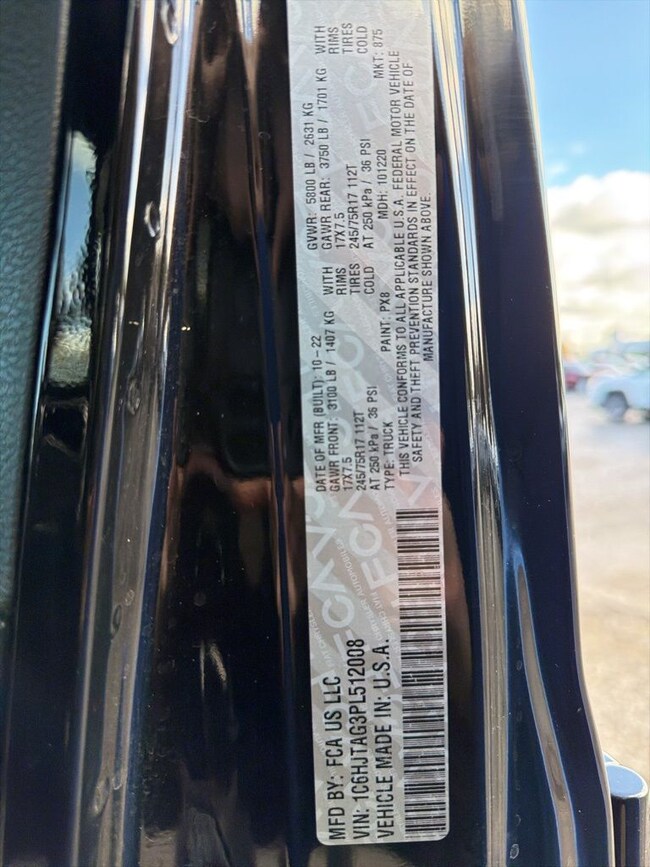 MFD BY: FCA US LLC
VIN: 1C6HJTAG3PL512008
VEHICLE MADE IN: U.S.A.
DATE OF MFR (BUILT): 10-22 GVWR: 5800 LB / 2631 KG
GAWR FRONT: 3100 LB / 1407 KG WITH GAWR REAR: 3750 LB / 1701 KG WITH
17X7.5 RIMS 17X7.5 RIMS
245/75R17 112T TIRES 245/75R17 112T TIRES
AT 250 kPa / 36 PSI COLD AT 250 kPa / 36 PSI COLD
TYPE: TRUCK PAINT: PX8 MDH: 101220 MKT: 875
THIS VEHICLE CONFORMS TO ALL APPLICABLE U.S.A. FEDERAL MOTOR VEHICLE
SAFETY AND THEFT PREVENTION STANDARDS IN EFFECT ON THE DATE OF
MANUFACTURE SHOWN ABOVE